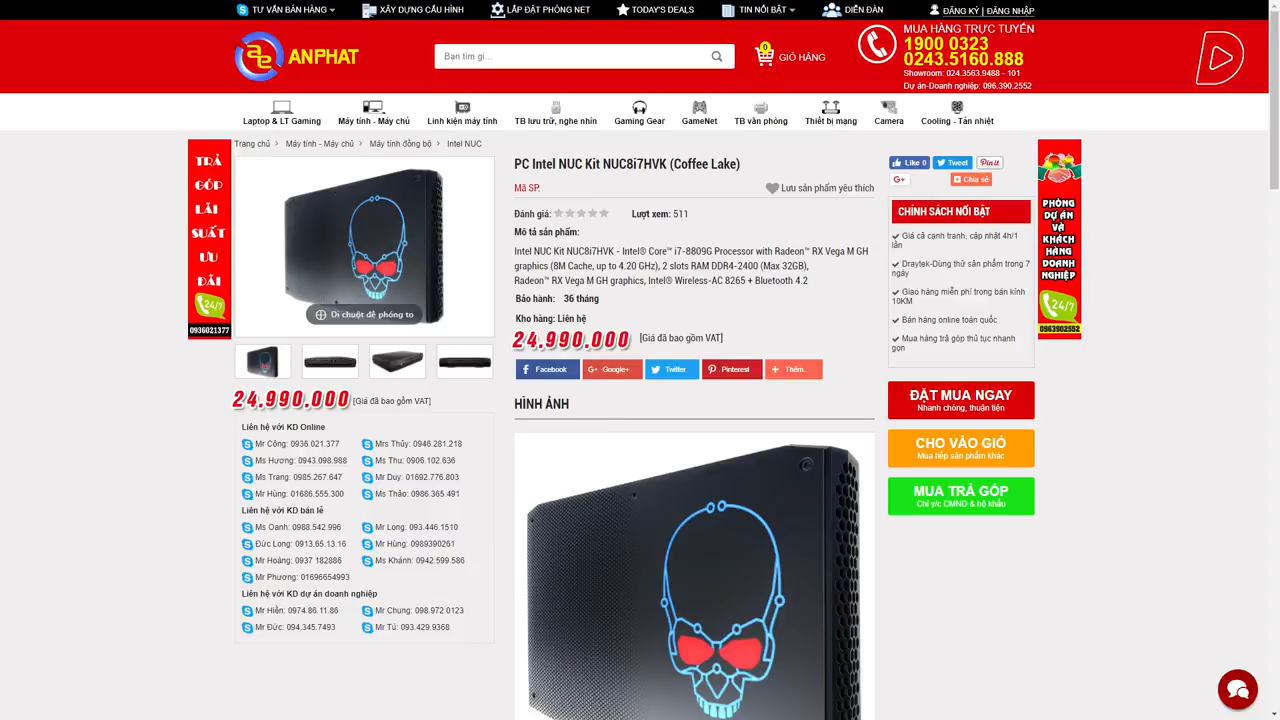 TƯ VẤN BÁN HÀNG
XÂY DỰNG CẤU HÌNH
LẮP ĐẶT PHÒNG NET
TODAY'S DEALS
TIN NỔI BẬT
DIỄN ĐÀN
ĐĂNG KÝ | ĐĂNG NHẬP
ANPHAT
Bạn tìm gì...
0
GIỎ HÀNG
MUA HÀNG TRỰC TUYẾN
1900 0323
0243.5160.888
Showroom: 024.3563.9488 - 101
Dự án-Doanh nghiệp: 096.390.2552
Laptop & LT Gaming
Máy tính - Máy chủ
Linh kiện máy tính
TB lưu trữ, nghe nhìn
Gaming Gear
GameNet
TB văn phòng
Thiết bị mạng
Camera
Cooling - Tản nhiệt
TRẢ
GÓP
LÃI
SUẤT
ƯU
ĐÃI
24/7
0936021377
Trang chủ > Máy tính - Máy chủ > Máy tính đồng bộ > Intel NUC
Di chuột để phóng to
24.990.000 [Giá đã bao gồm VAT]
Liên hệ với KD Online
Mr Công: 0936.021.377
Mrs Thủy: 0946.281.218
Ms Hương: 0943.098.988
Ms Thu: 0906.102.636
Ms Trang: 0985.267.647
Mr Duy: 01692.776.803
Mr Hùng: 01686.555.300
Ms Thảo: 0986.365.491
Liên hệ với KD bán lẻ
Ms Oanh: 0988.542.996
Mr Long: 093.446.1510
Đức Long: 0913.65.13.16
Mr Hùng: 0989390261
Mr Hoàng: 0937 182886
Ms Khánh: 0942.599.586
Mr Phương: 01696654993
Liên hệ với KD dự án doanh nghiệp
Mr Hiền: 0974.86.11.86
Mr Chung: 098.972.0123
Mr Đức: 094.345.7493
Mr Tú: 093.429.9368
PC Intel NUC Kit NUC8i7HVK (Coffee Lake)
Mã SP:
Lưu sản phẩm yêu thích
Đánh giá:
Lượt xem: 511
Mô tả sản phẩm:
Intel NUC Kit NUC8i7HVK - Intel® Core™ i7-8809G Processor with Radeon™ RX Vega M GH
graphics (8M Cache, up to 4.20 GHz), 2 slots RAM DDR4-2400 (Max 32GB),
Radeon™ RX Vega M GH graphics, Intel® Wireless-AC 8265 + Bluetooth 4.2
Bảo hành: 36 tháng
Kho hàng: Liên hệ
24.990.000 [Giá đã bao gồm VAT]
Facebook
Google+
Twitter
Pinterest
Thêm.
HÌNH ẢNH
Like 0
Tweet
Pin it
G+
Chia sẻ
CHÍNH SÁCH NỔI BẬT
Giá cả cạnh tranh, cập nhật 4h/1
lần
Draytek-Dùng thử sản phẩm trong 7
ngày
Giao hàng miễn phí trong bán kính
10KM
Bán hàng online toàn quốc
Mua hàng trả góp thủ tục nhanh
gọn
ĐẶT MUA NGAY
Nhanh chóng, thuận tiện
CHO VÀO GIỎ
Mua tiếp sản phẩm khác
MUA TRẢ GÓP
Chỉ y/c CMND & hộ khẩu
PHÒNG
DỰ ÁN
VÀ
KHÁCH
HÀNG
DOANH
NGHIỆP
24/7
0963902552